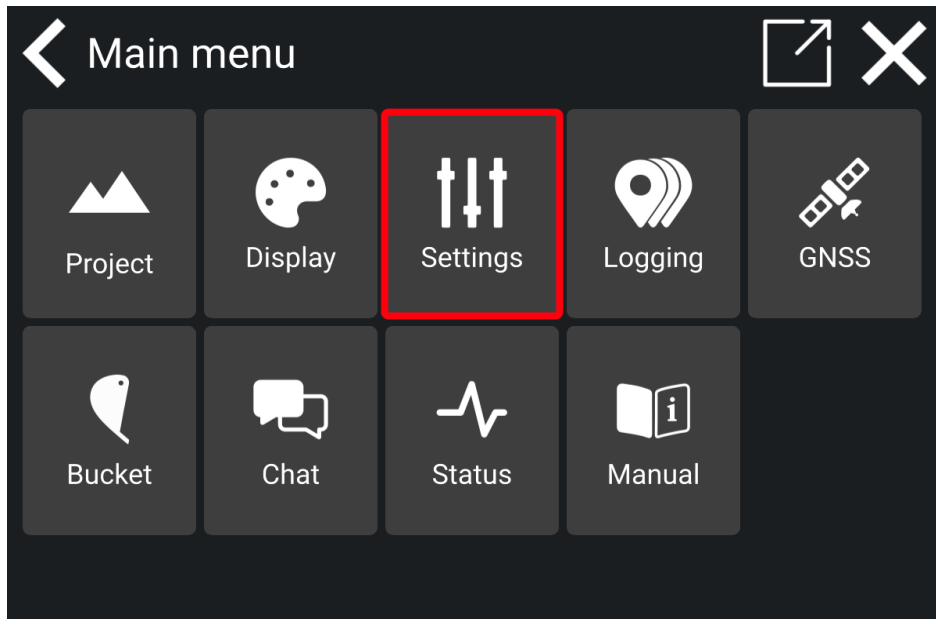 Main menu
Project
Display
Settings
Logging
GNSS
Bucket
Chat
Status
i
Manual